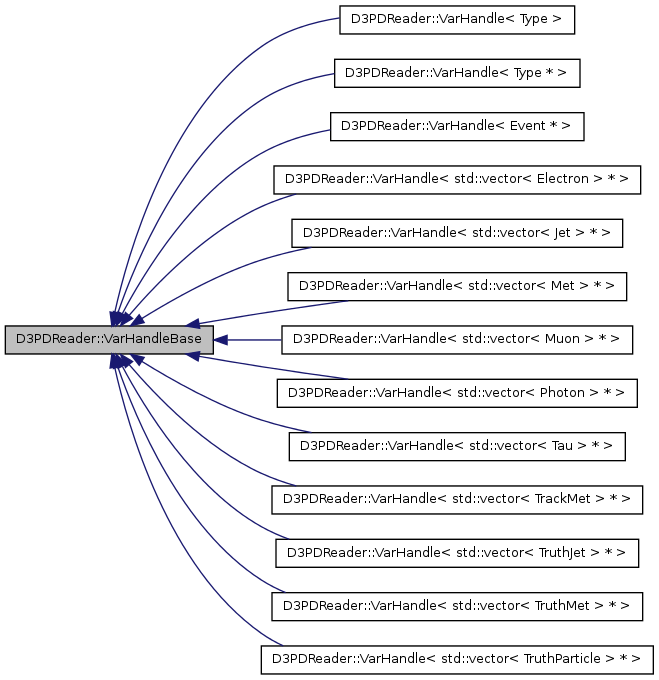 D3PDReader::VarHandle< Type >
D3PDReader::VarHandle< Type * >
D3PDReader::VarHandle< Event * >
D3PDReader::VarHandle< std::vector< Electron > * >
D3PDReader::VarHandle< std::vector< Jet > * >
D3PDReader::VarHandle< std::vector< Met > * >
D3PDReader::VarHandleBase
D3PDReader::VarHandle< std::vector< Muon > * >
D3PDReader::VarHandle< std::vector< Photon > * >
D3PDReader::VarHandle< std::vector< Tau > * >
D3PDReader::VarHandle< std::vector< TrackMet > * >
D3PDReader::VarHandle< std::vector< TruthJet > * >
D3PDReader::VarHandle< std::vector< TruthMet > * >
D3PDReader::VarHandle< std::vector< TruthParticle > * >